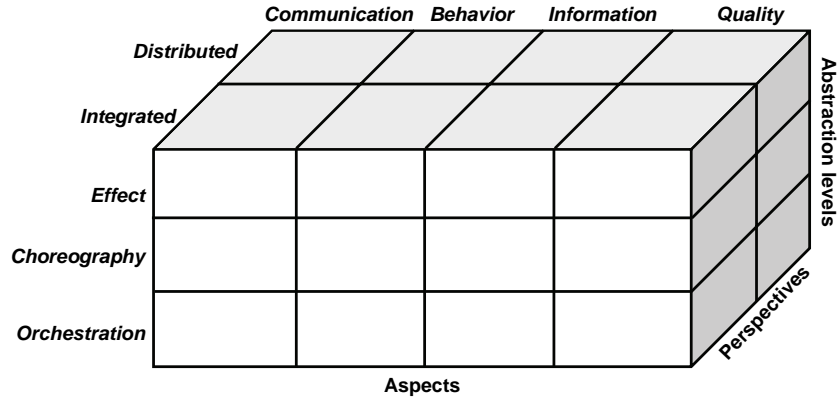 Communication Behavior Information Quality
Distributed
Integrated
Effect
Choreography
Orchestration
Abstraction levels
Perspectives
Aspects